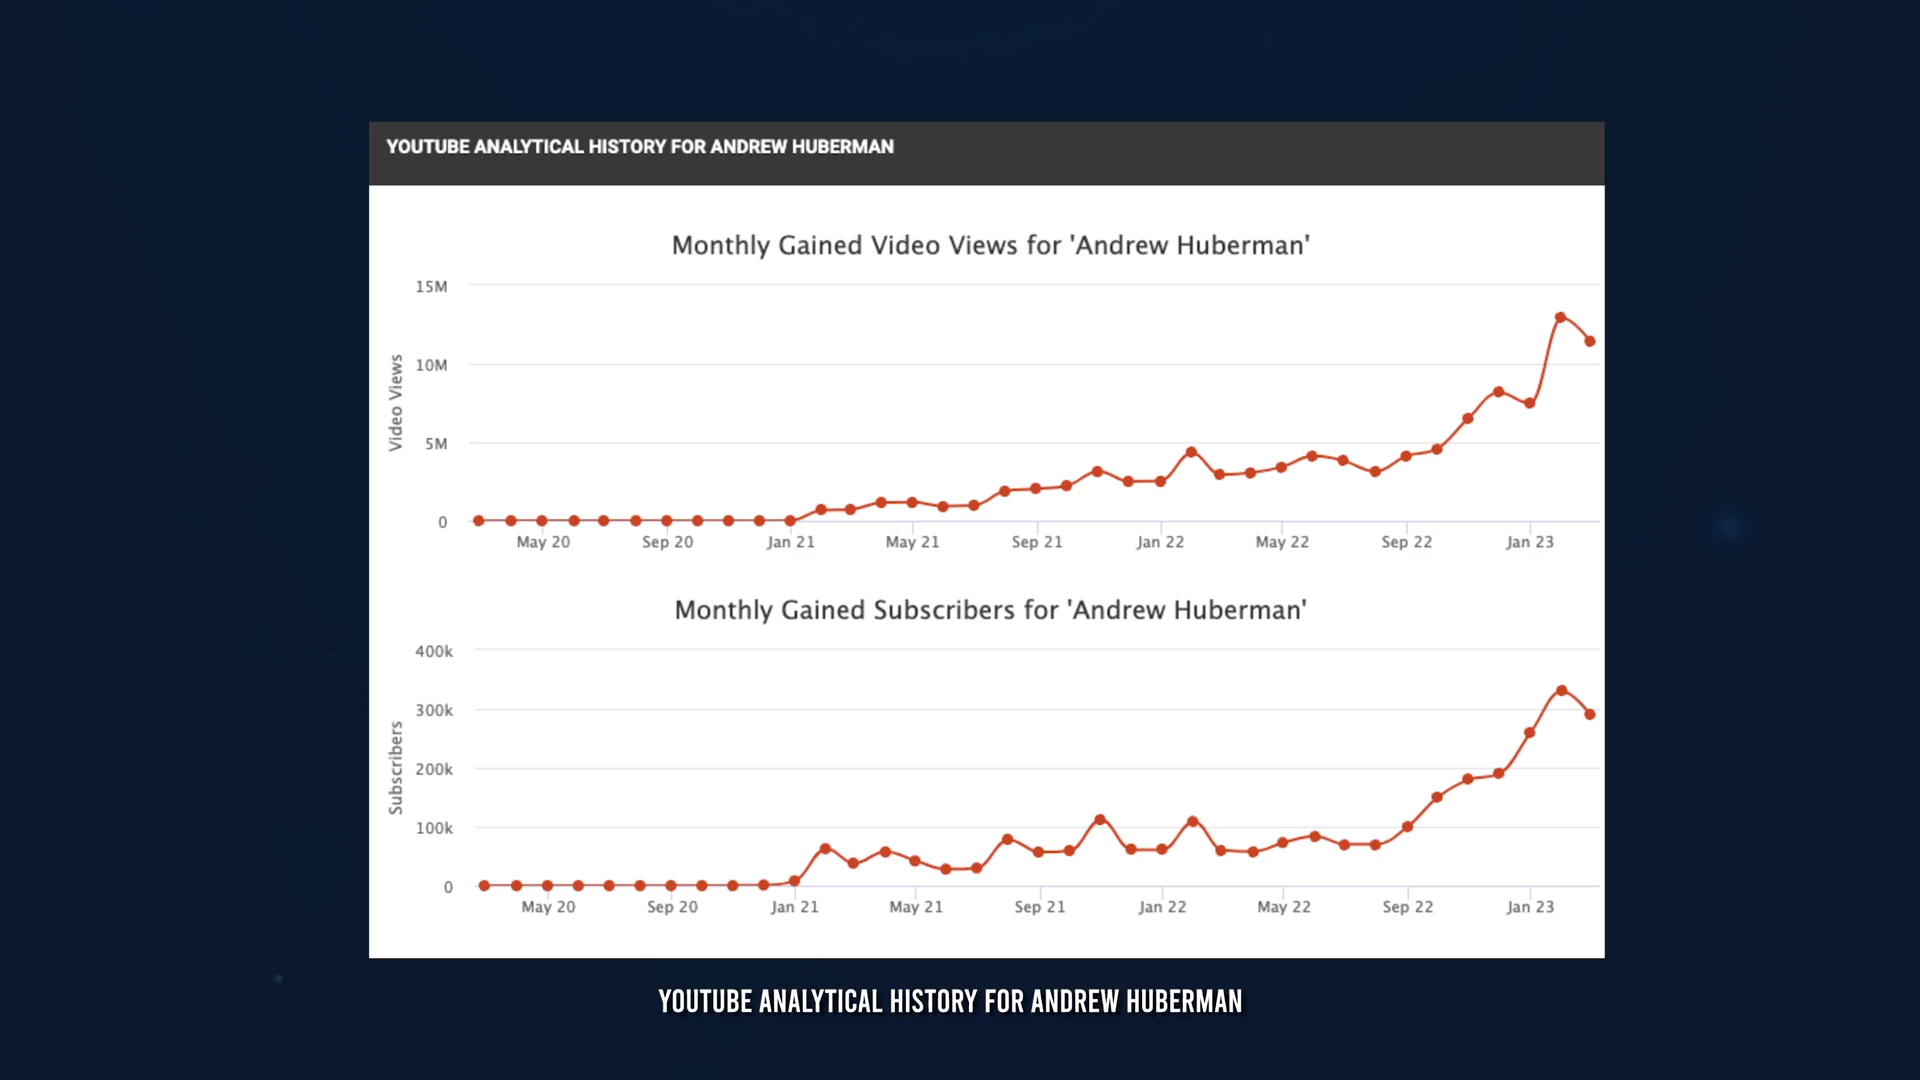 YOUTUBE ANALYTICAL HISTORY FOR ANDREW HUBERMAN
Monthly Gained Video Views for 'Andrew Huberman'
Video Views
15M
10M
5M
0
May 20 Sep 20 Jan 21 May 21 Sep 21 Jan 22 May 22 Sep 22 Jan 23
Monthly Gained Subscribers for 'Andrew Huberman'
Subscribers
400k
300k
200k
100k
0
May 20 Sep 20 Jan 21 May 21 Sep 21 Jan 22 May 22 Sep 22 Jan 23
YOUTUBE ANALYTICAL HISTORY FOR ANDREW HUBERMAN